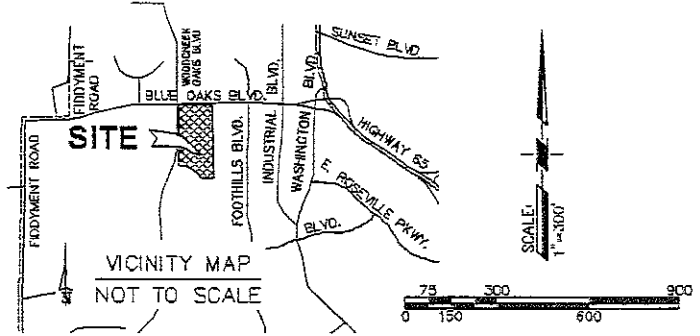 SUNSET BLVD
FIDDYMENT
ROAD
WOODCREEK
OAKS BLVD
BLUE OAKS BLVD.
BLVD.
BLVD.
HIGHWAY 65
SITE
FIDDYMENT ROAD
FOOTHILLS BLVD.
INDUSTRIAL
WASHINGTON
E. ROSEVILLE PKWY.
BLVD.
VICINITY MAP
NOT TO SCALE
SCALE:
1"=300'
75 300 900
0 150 600